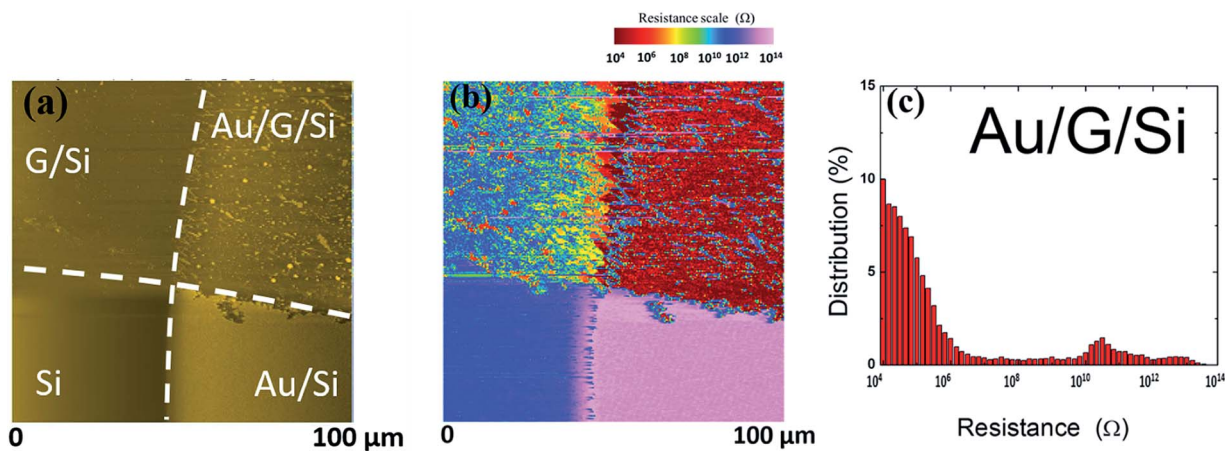 (a)
Au/G/Si
G/Si
Si
Au/Si
0
100 µm
Resistance scale (Ω)
10⁴ 10⁶ 10⁸ 10¹⁰ 10¹² 10¹⁴
(b)
0
100 µm
(c)
Au/G/Si
15
10
5
0
Distribution (%)
10⁴ 10⁶ 10⁸ 10¹⁰ 10¹² 10¹⁴
Resistance (Ω)